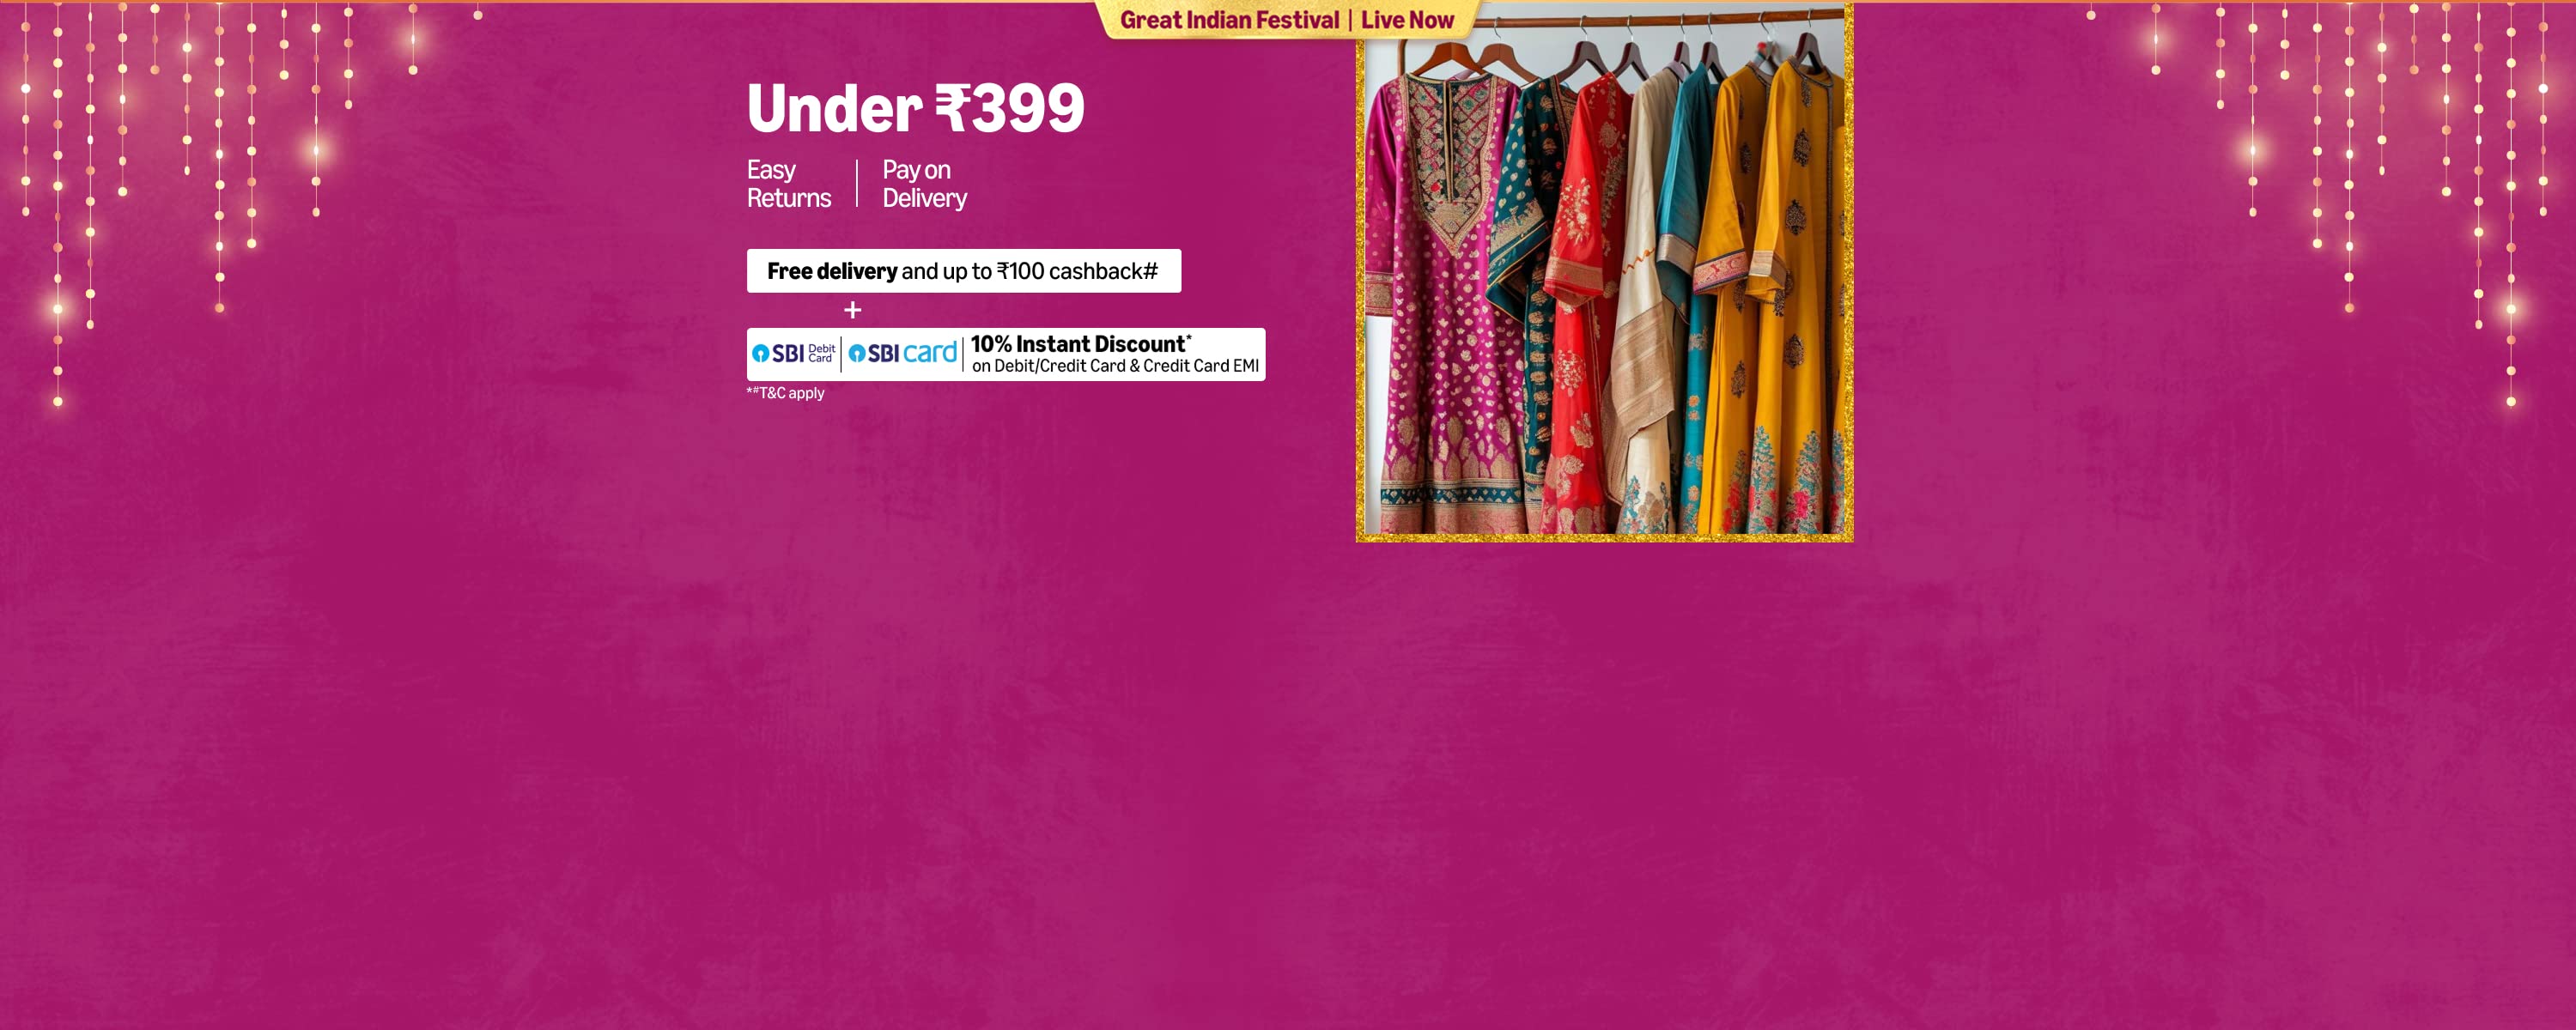 Great Indian Festival | Live Now
Under ₹399
Easy
Returns
Pay on
Delivery
Free delivery and up to ₹100 cashback#
+
SBI Debit Card | SBI card | 10% Instant Discount*
on Debit/Credit Card & Credit Card EMI
*#T&C apply